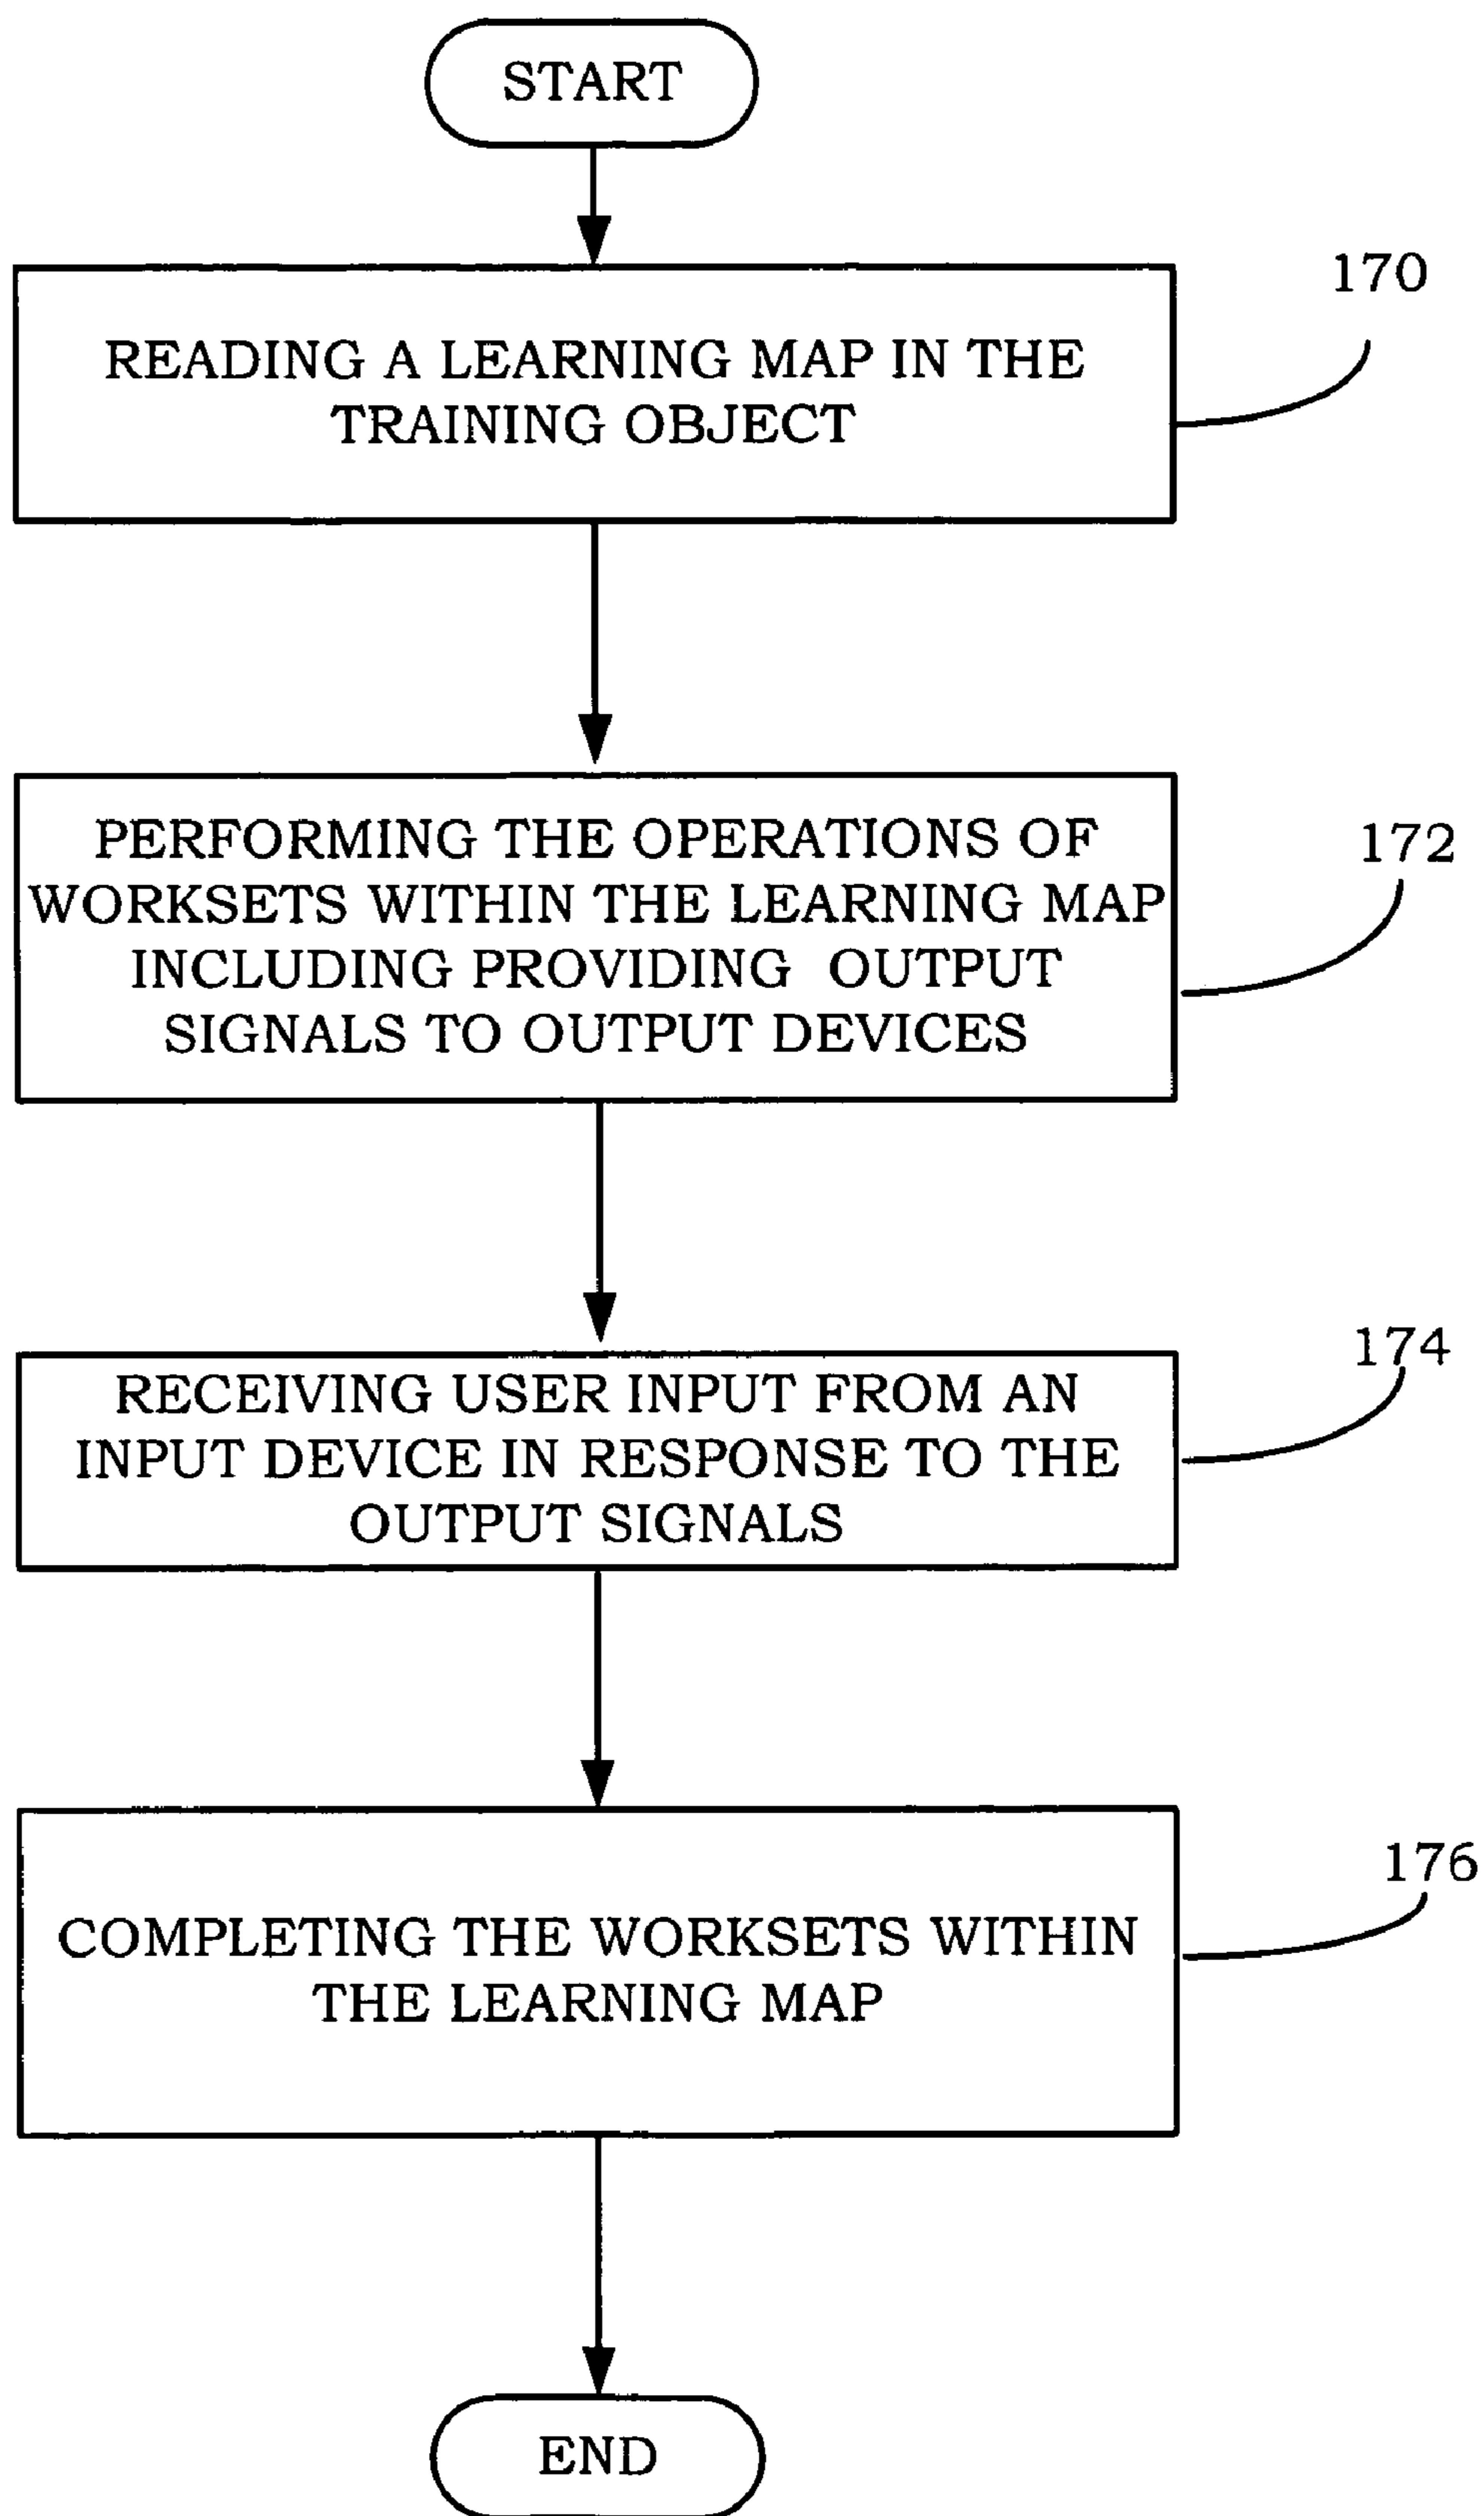 START
170
READING A LEARNING MAP IN THE
TRAINING OBJECT
172
PERFORMING THE OPERATIONS OF
WORKSETS WITHIN THE LEARNING MAP
INCLUDING PROVIDING OUTPUT
SIGNALS TO OUTPUT DEVICES
174
RECEIVING USER INPUT FROM AN
INPUT DEVICE IN RESPONSE TO THE
OUTPUT SIGNALS
176
COMPLETING THE WORKSETS WITHIN
THE LEARNING MAP
END